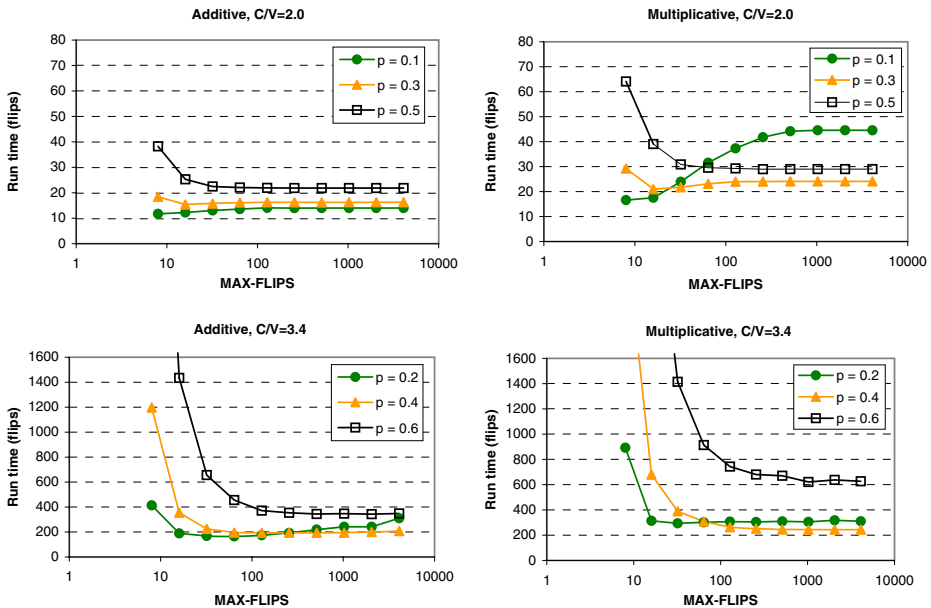 Additive, C/V=2.0
Run time (flips)
80
70
60
50
40
30
20
10
0
p = 0.1
p = 0.3
p = 0.5
1
10
100
1000
10000
MAX-FLIPS
Multiplicative, C/V=2.0
Run time (flips)
80
70
60
50
40
30
20
10
0
p = 0.1
p = 0.3
p = 0.5
1
10
100
1000
10000
MAX-FLIPS
Additive, C/V=3.4
Run time (flips)
1600
1400
1200
1000
800
600
400
200
0
p = 0.2
p = 0.4
p = 0.6
1
10
100
1000
10000
MAX-FLIPS
Multiplicative, C/V=3.4
Run time (flips)
1600
1400
1200
1000
800
600
400
200
0
p = 0.2
p = 0.4
p = 0.6
1
10
100
1000
10000
MAX-FLIPS